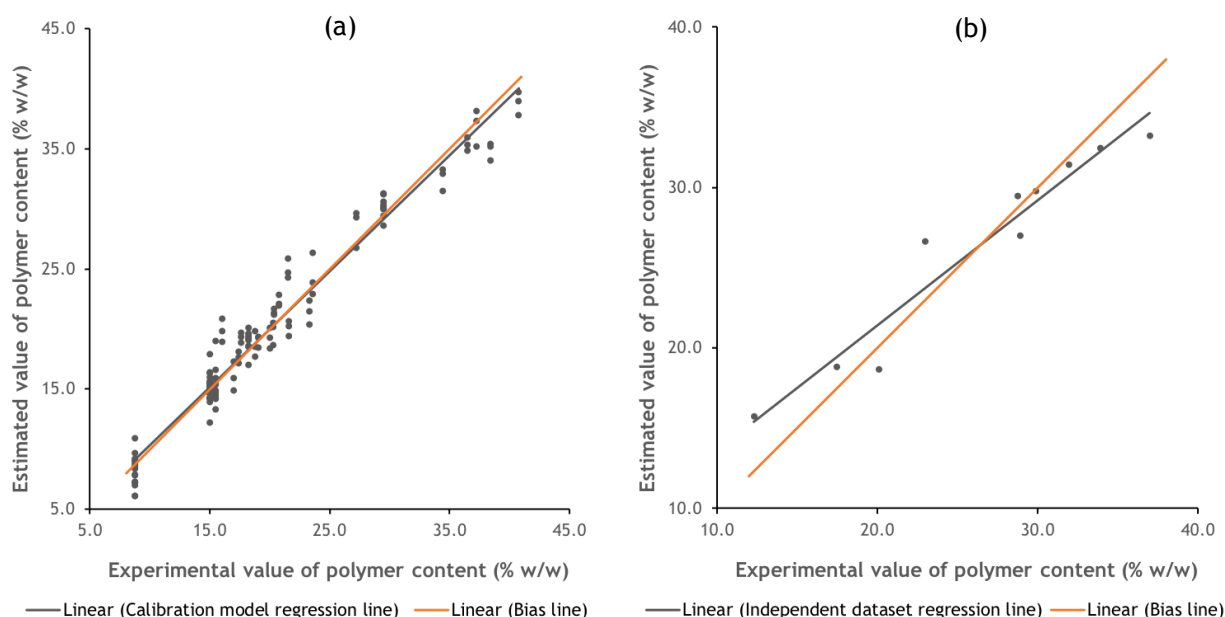 (a)
Estimated value of polymer content (% w/w)
45.0
35.0
25.0
15.0
5.0
5.0 15.0 25.0 35.0 45.0
Experimental value of polymer content (% w/w)
Linear (Calibration model regression line) Linear (Bias line)
(b)
Estimated value of polymer content (% w/w)
40.0
30.0
20.0
10.0
10.0 20.0 30.0 40.0
Experimental value of polymer content (% w/w)
Linear (Independent dataset regression line) Linear (Bias line)